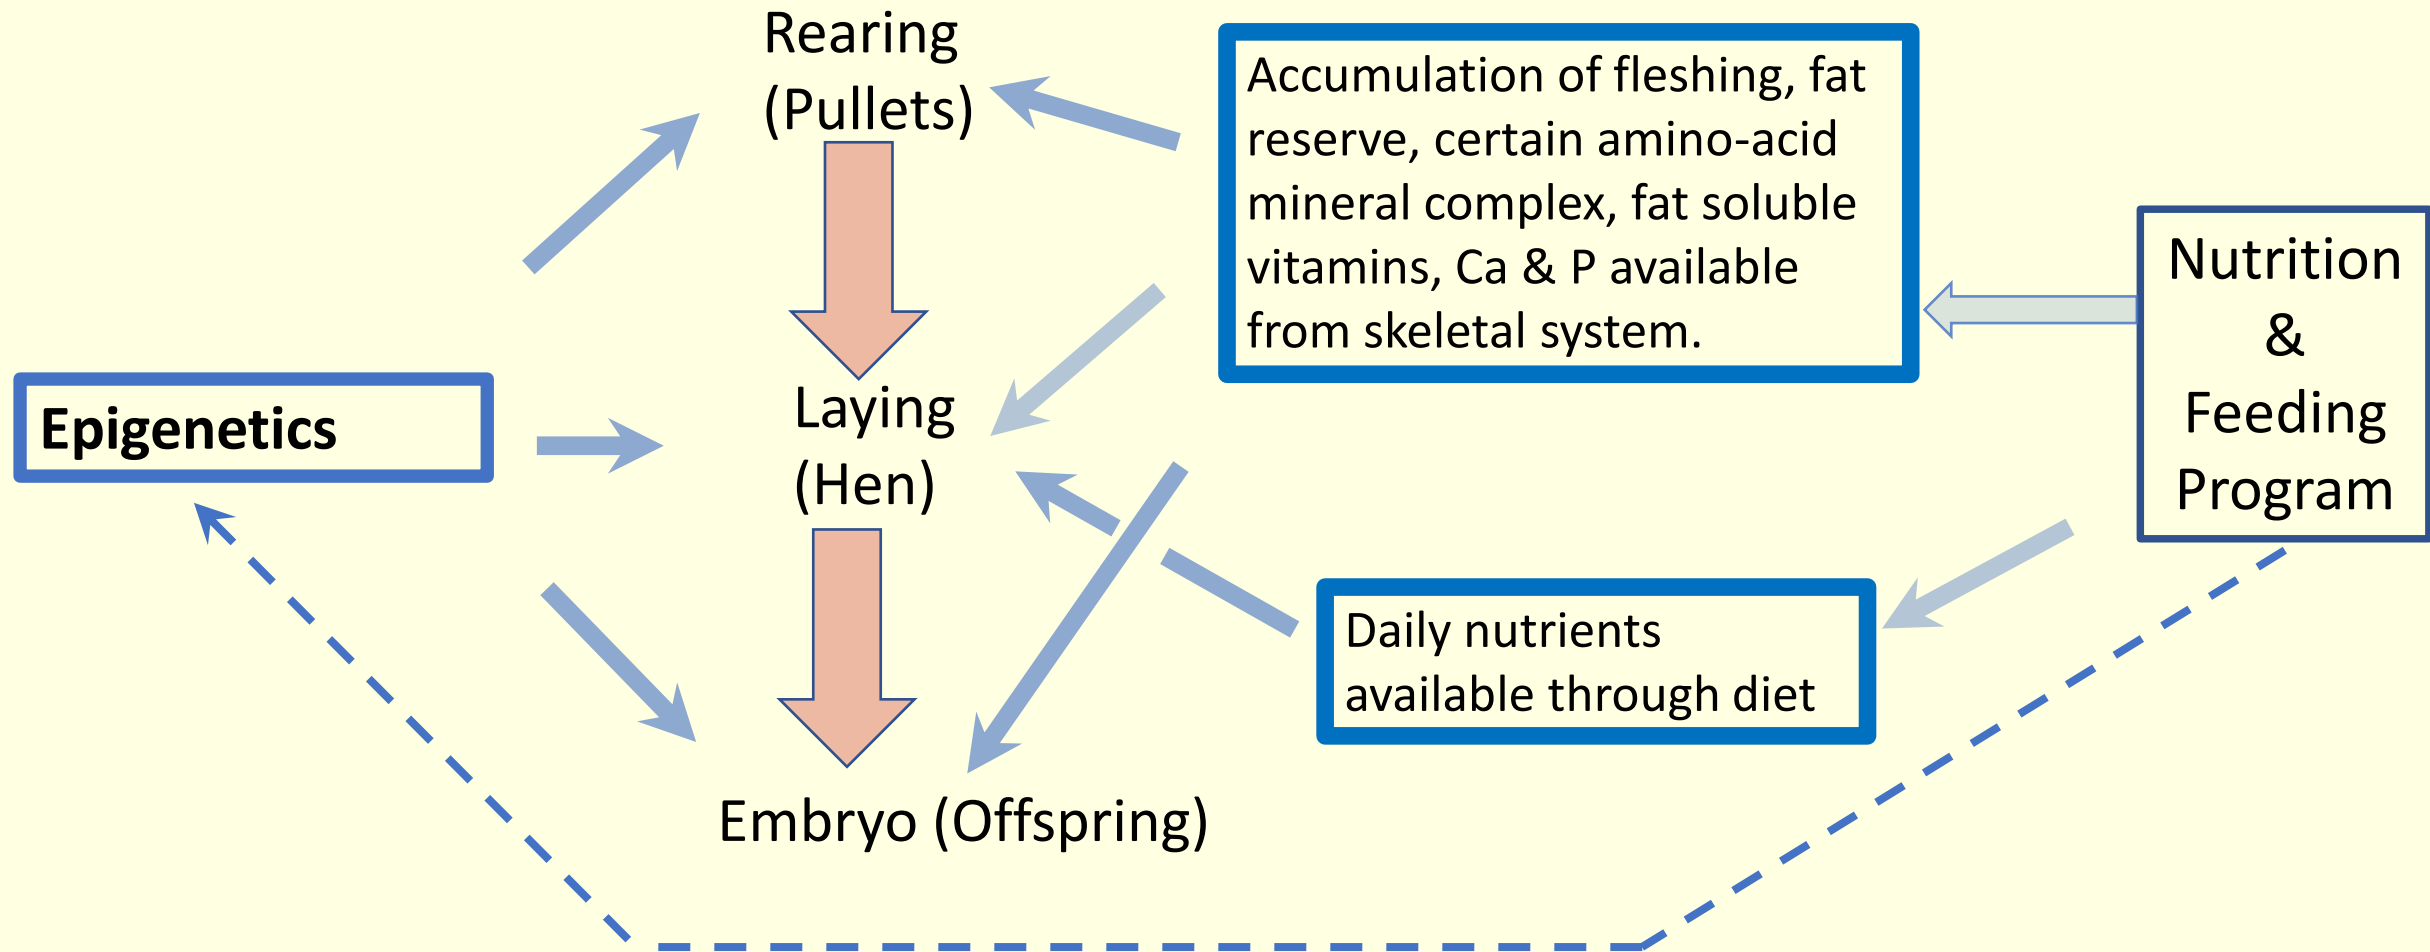 Rearing
(Pullets)
Accumulation of fleshing, fat
reserve, certain amino-acid
mineral complex, fat soluble
vitamins, Ca & P available
from skeletal system.
Nutrition
&
Feeding
Program
Epigenetics
Laying
(Hen)
Daily nutrients
available through diet
Embryo (Offspring)